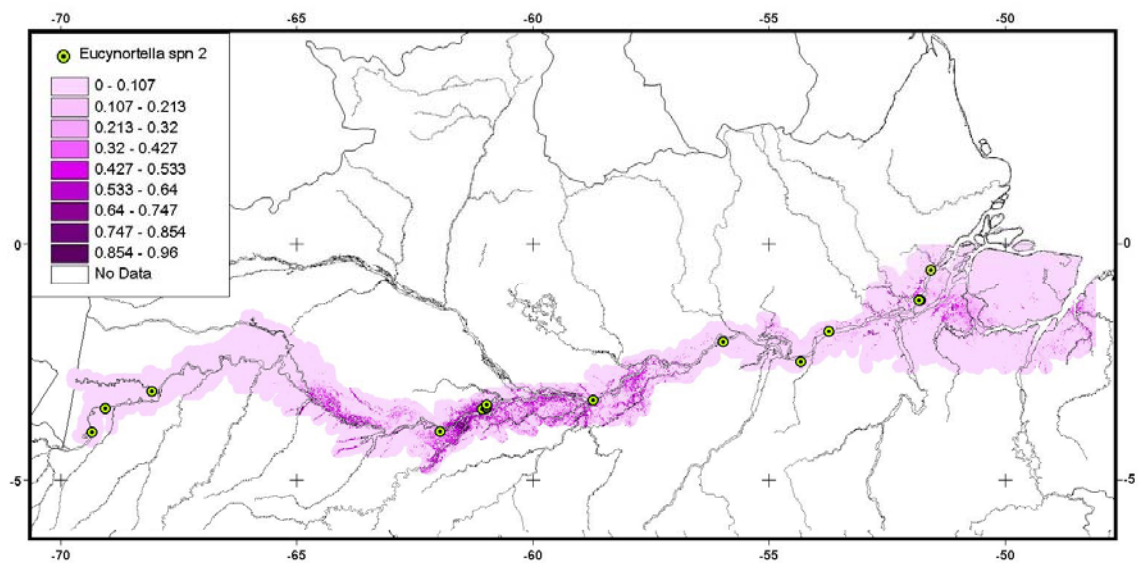 -70 -65 -60 -55 -50
Eucynortella spn 2
0 - 0.107
0.107 - 0.213
0.213 - 0.32
0.32 - 0.427
0.427 - 0.533
0.533 - 0.64
0.64 - 0.747
0.747 - 0.854
0.854 - 0.96
No Data
0 0
-5 -5
-70 -65 -60 -55 -50